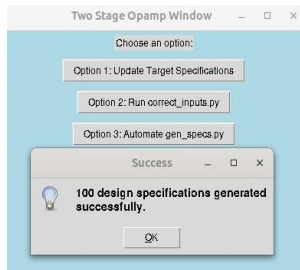 Two Stage Opamp Window
Choose an option:
Option 1: Update Target Specifications
Option 2: Run correct_inputs.py
Option 3: Automate gen_specs.py
Success
100 design specifications generated
successfully.
OK